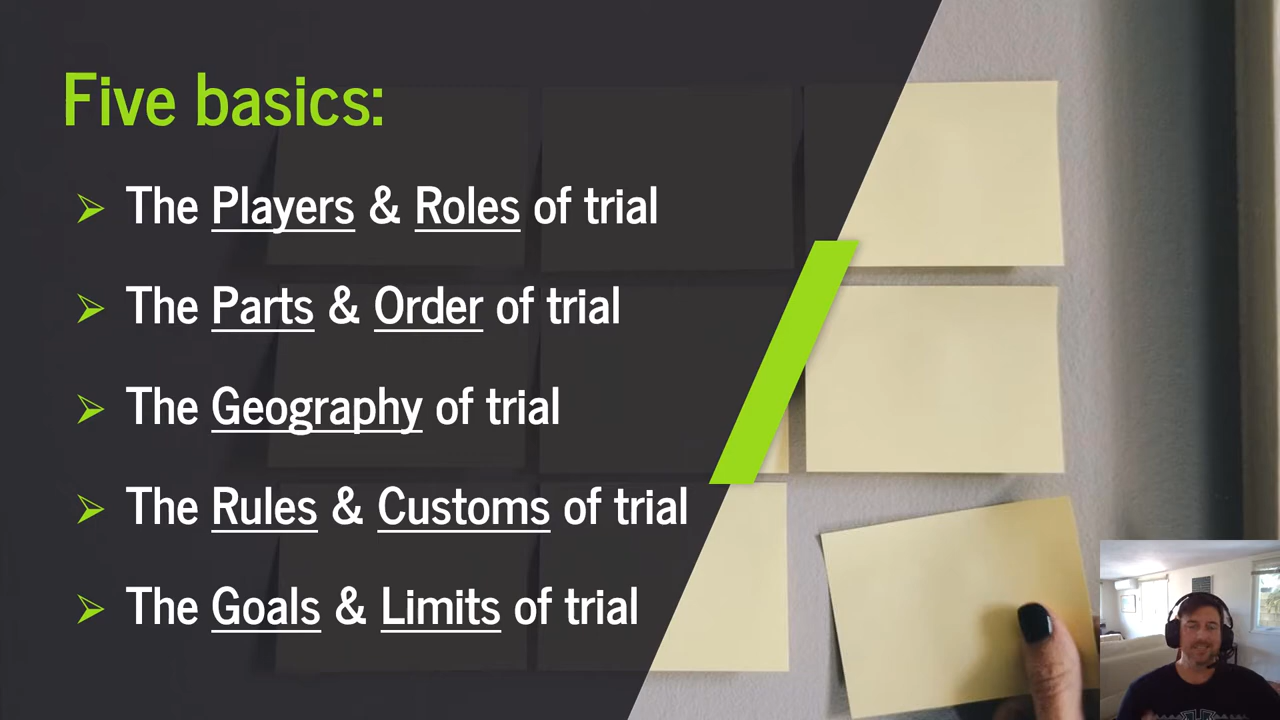 Five basics:
The Players & Roles of trial
The Parts & Order of trial
The Geography of trial
The Rules & Customs of trial
The Goals & Limits of trial